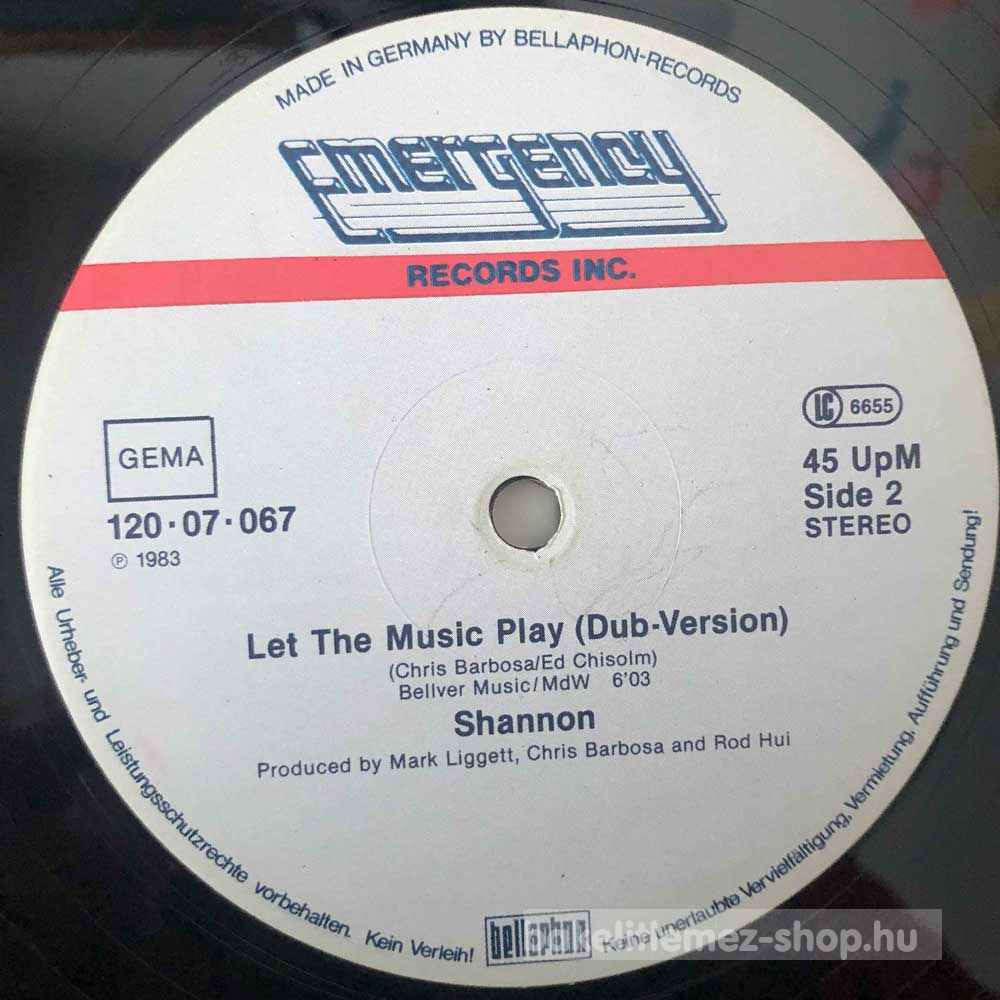 MADE IN GERMANY BY BELLAPHON-RECORDS
Emergency
RECORDS INC.
GEMA
120·07·067
℗ 1983
LC 6655
45 UpM
Side 2
STEREO
Let The Music Play (Dub-Version)
(Chris Barbosa/Ed Chisolm)
Bellver Music/MdW 6'03
Shannon
Produced by Mark Liggett, Chris Barbosa and Rod Hui
Alle Urheber- und Leistungsschutzrechte vorbehalten. Kein Verleih! Keine unerlaubte Vervielfältigung, Vermietung, Aufführung und Sendung!
bellaphon
bakelitlemez-shop.hu